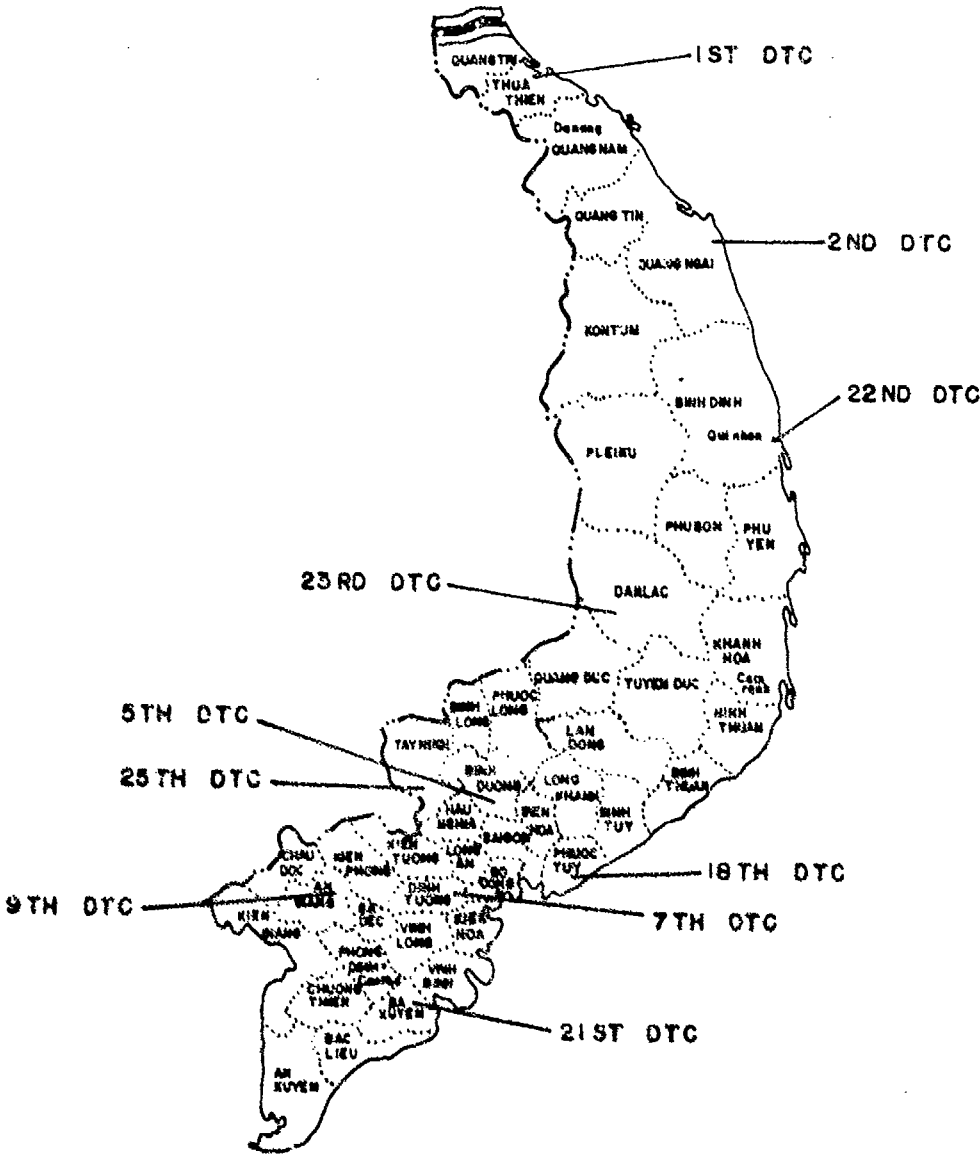 1ST DTC
QUANG TRI
THUA
THIEN
Danang
QUANG NAM
QUANG TIN
2ND DTC
QUANG NGAI
KONTUM
22ND DTC
BINH DINH
Qui nhon
PLEIKU
PHU BON
PHU
YEN
23RD DTC
DARLAC
KHANH
HOA
QUANG DUC
TUYEN DUC
Cam
ranh
PHUOC
LONG
BINH
LONG
NINH
THUAN
5TH DTC
LAM
DONG
TAY NINH
BINH
DUONG
LONG
KHANH
BINH
THUAN
25TH DTC
HAU
NGHIA
BIEN
HOA
BINH
TUY
SAIGON
CHAU
DOC
KIEN
PHONG
KIEN
TUONG
LONG
AN
PHUOC
TUY
18TH DTC
GO
CONG
9TH DTC
AN
GIANG
DINH
TUONG
7TH DTC
KIEN
GIANG
SA
DEC
VINH
LONG
KIEN
HOA
PHONG
DINH
VINH
BINH
CHUONG
THIEN
BA
XUYEN
21ST DTC
BAC
LIEU
AN
XUYEN